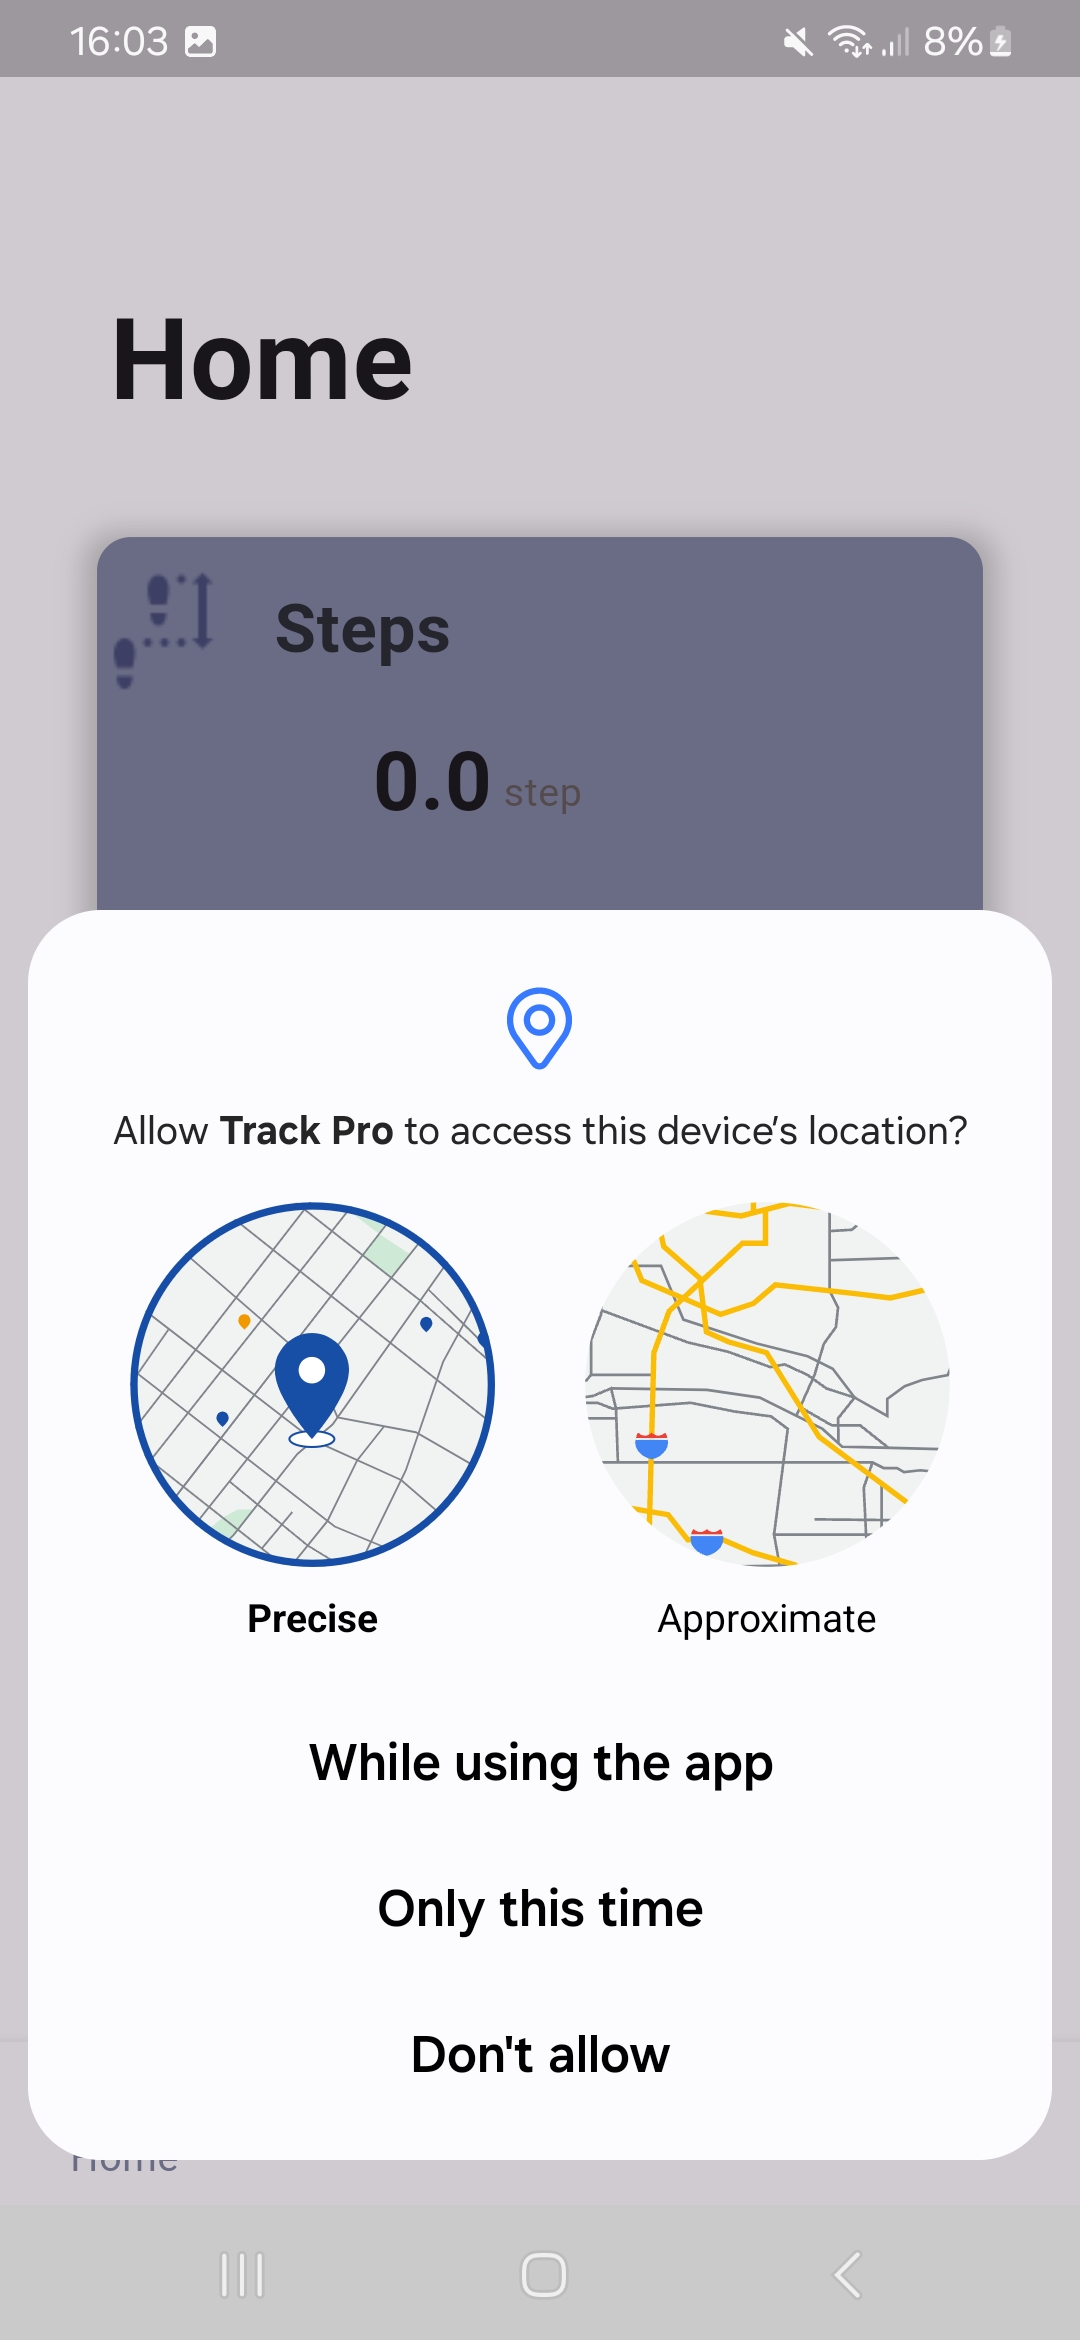 16:03 8%
Home
Steps
0.0 step
Allow Track Pro to access this device’s location?
Precise Approximate
While using the app
Only this time
Don't allow
Home